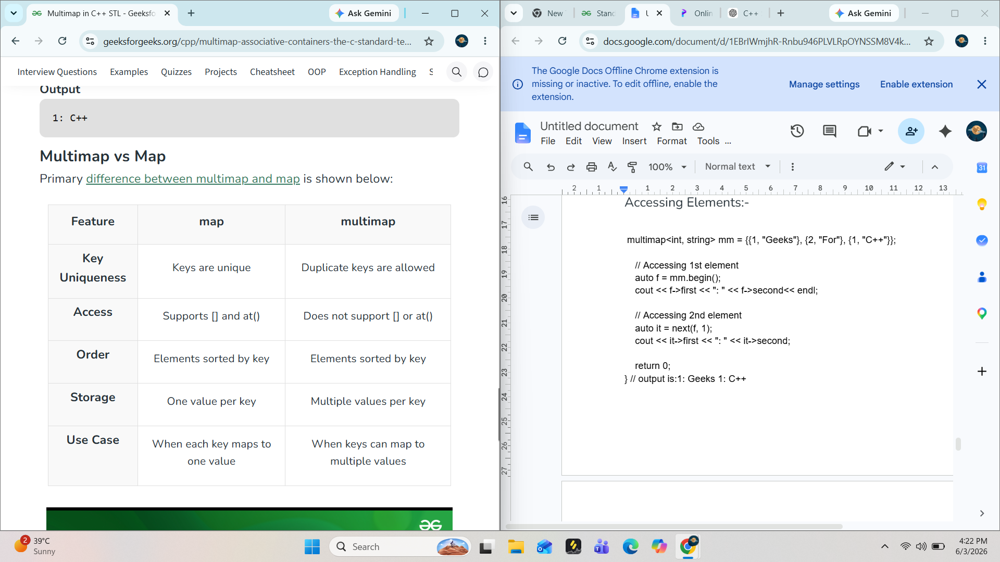 Multimap in C++ STL - Geeksfo
Ask Gemini
geeksforgeeks.org/cpp/multimap-associative-containers-the-c-standard-te...
Interview Questions Examples Quizzes Projects Cheatsheet OOP Exception Handling S
Output
1: C++
Multimap vs Map
Primary difference between multimap and map is shown below:
Feature map multimap
Key Uniqueness Keys are unique Duplicate keys are allowed
Access Supports [] and at() Does not support [] or at()
Order Elements sorted by key Elements sorted by key
Storage One value per key Multiple values per key
Use Case When each key maps to one value When keys can map to multiple values
New Stanc U Onlin C++
Ask Gemini
docs.google.com/document/d/1EBrIWmjhR-Rnbu946PLVLRpOYNSSM8V4k...
The Google Docs Offline Chrome extension is
missing or inactive. To edit offline, enable the
extension.
Manage settings Enable extension
Untitled document
File Edit View Insert Format Tools ...
100% Normal text
2 1 1 2 3 4 5 6 7 8 9 10 11 12 13
16
17
18
19
20
21
22
23
24
25
26
27
31
Accessing Elements:-
multimap<int, string> mm = {{1, "Geeks"}, {2, "For"}, {1, "C++"}};
// Accessing 1st element
auto f = mm.begin();
cout << f->first << ": " << f->second<< endl;
// Accessing 2nd element
auto it = next(f, 1);
cout << it->first << ": " << it->second;
return 0;
} // output is:1: Geeks 1: C++
2
39°C
Sunny
Search
4:22 PM
6/3/2026